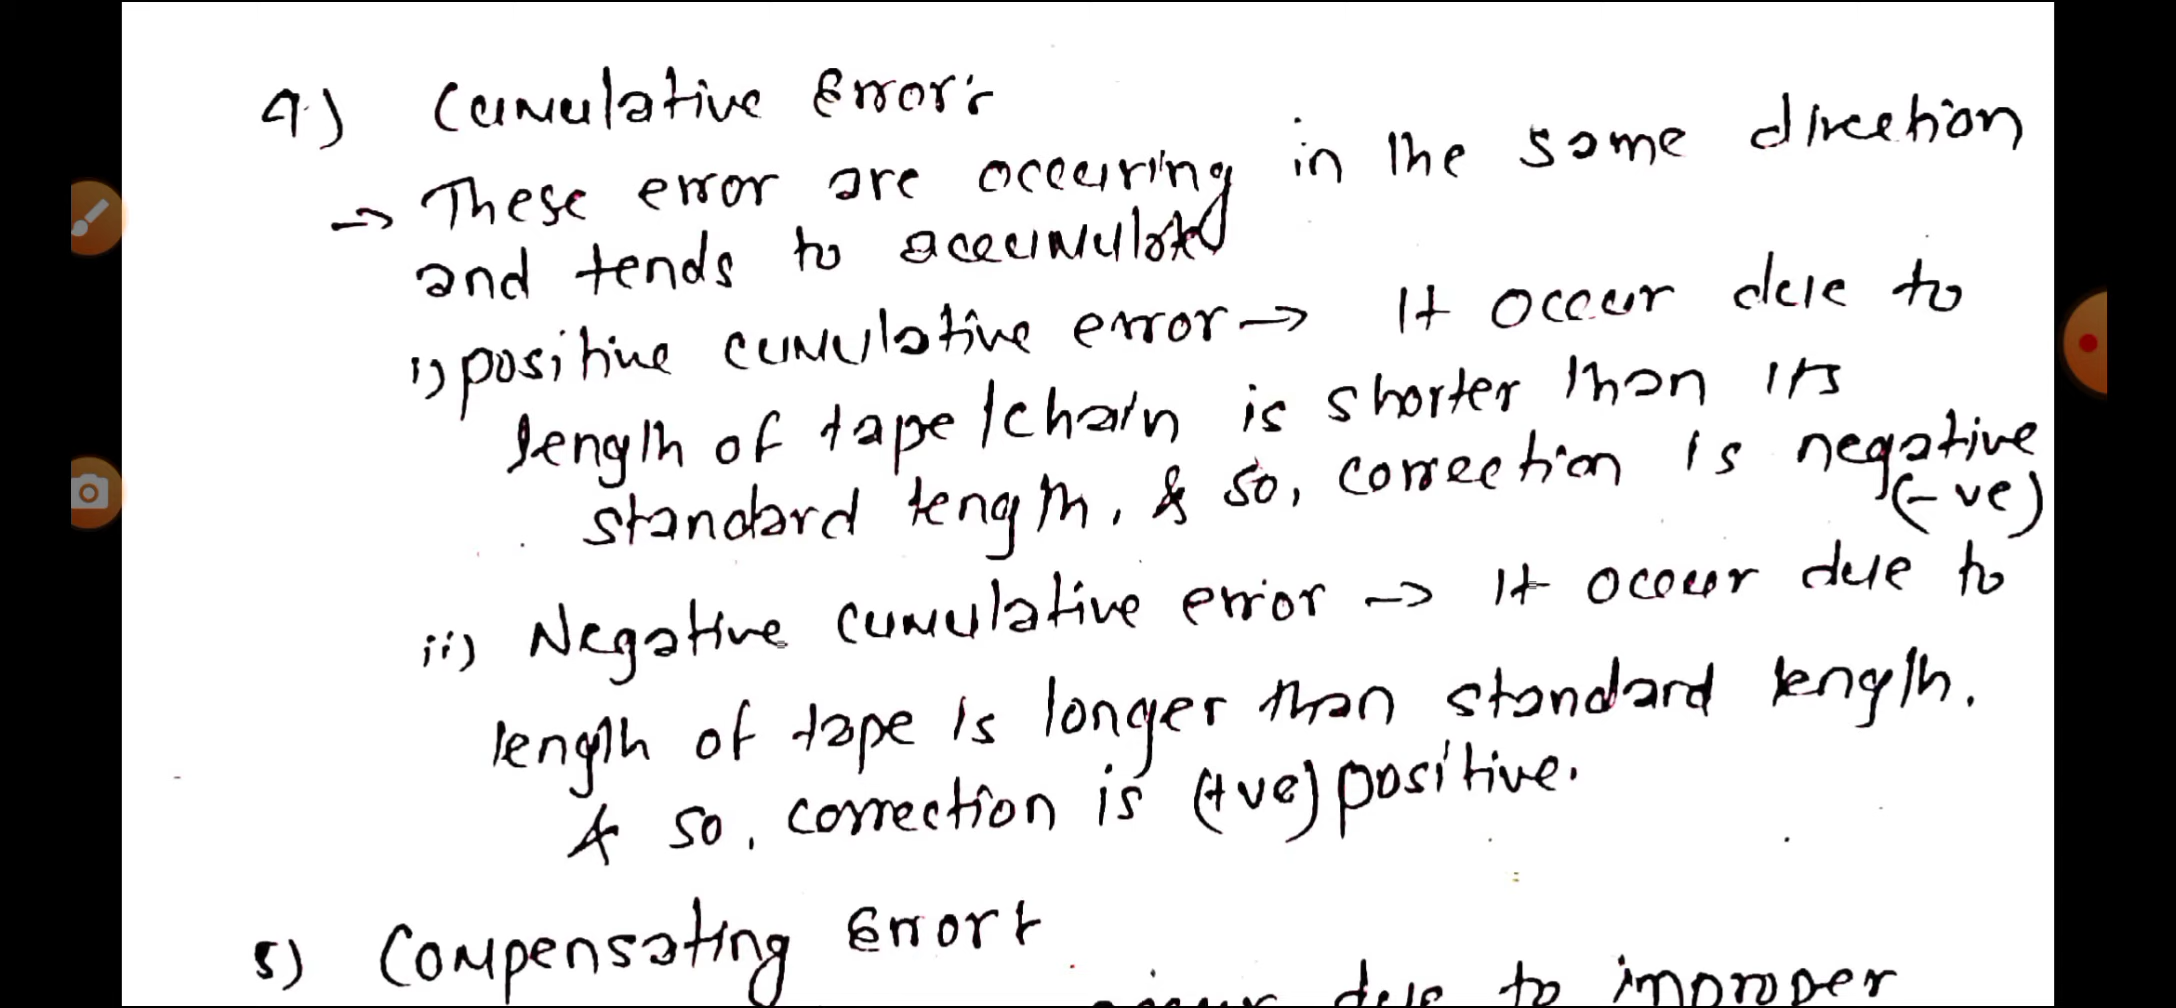 4) Cumulative Error:
→ These error are occuring in the same direction
and tends to accumulated
i) positive cumulative error → It occur due to
length of tape/chain is shorter than its
standard length, & so, correction is negative
(-ve)
ii) Negative cumulative error → It occur due to
length of tape is longer than standard length.
& so, correction is (+ve) positive.
5) Compensating Error:
due to improper